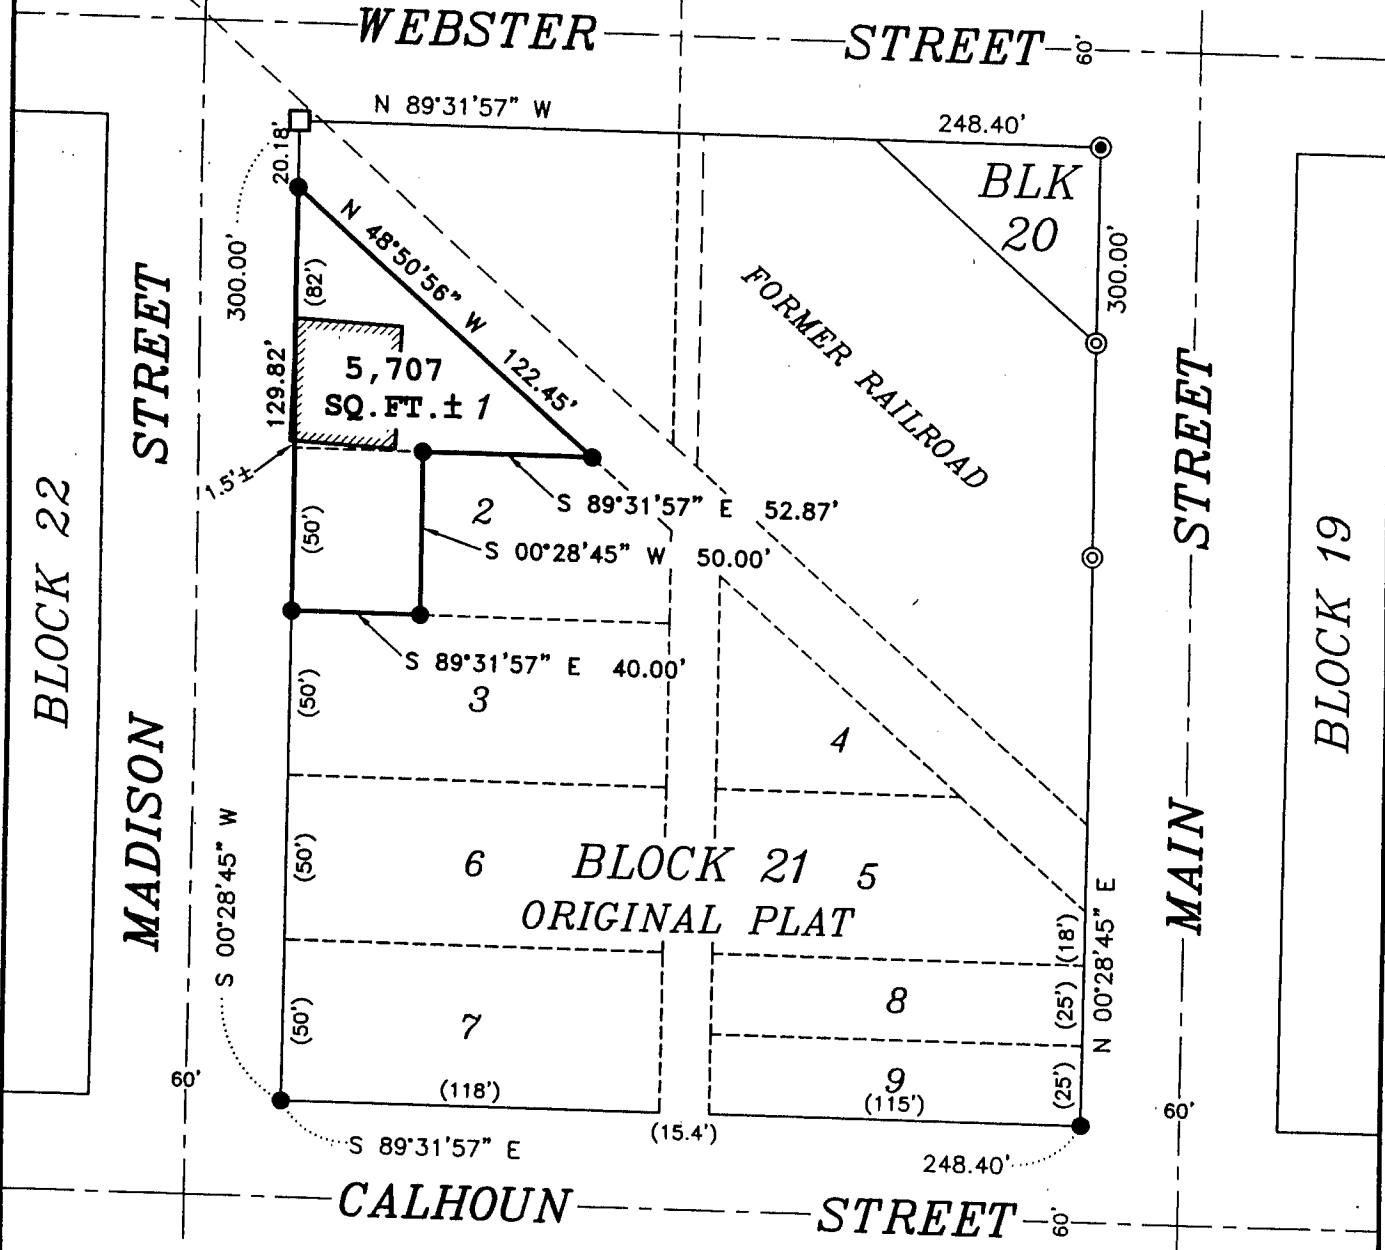 WEBSTER STREET
60'
N 89°31'57" W
248.40'
20.18'
BLK
20
300.00'
300.00'
N 48°50'56" W 122.45'
(82')
FORMER RAILROAD
129.82'
5,707
SQ.FT.± 1
1.5'±
MADISON STREET
MAIN STREET
BLOCK 22
BLOCK 19
2
S 89°31'57" E 52.87'
(50')
S 00°28'45" W 50.00'
S 89°31'57" E 40.00'
(50')
3
4
S 00°28'45" W
(50')
6
BLOCK 21
5
ORIGINAL PLAT
(18')
N 00°28'45" E
(50')
7
8
(25')
60'
(118')
9
(115')
(25')
60'
(15.4')
S 89°31'57" E
248.40'
CALHOUN STREET
60'